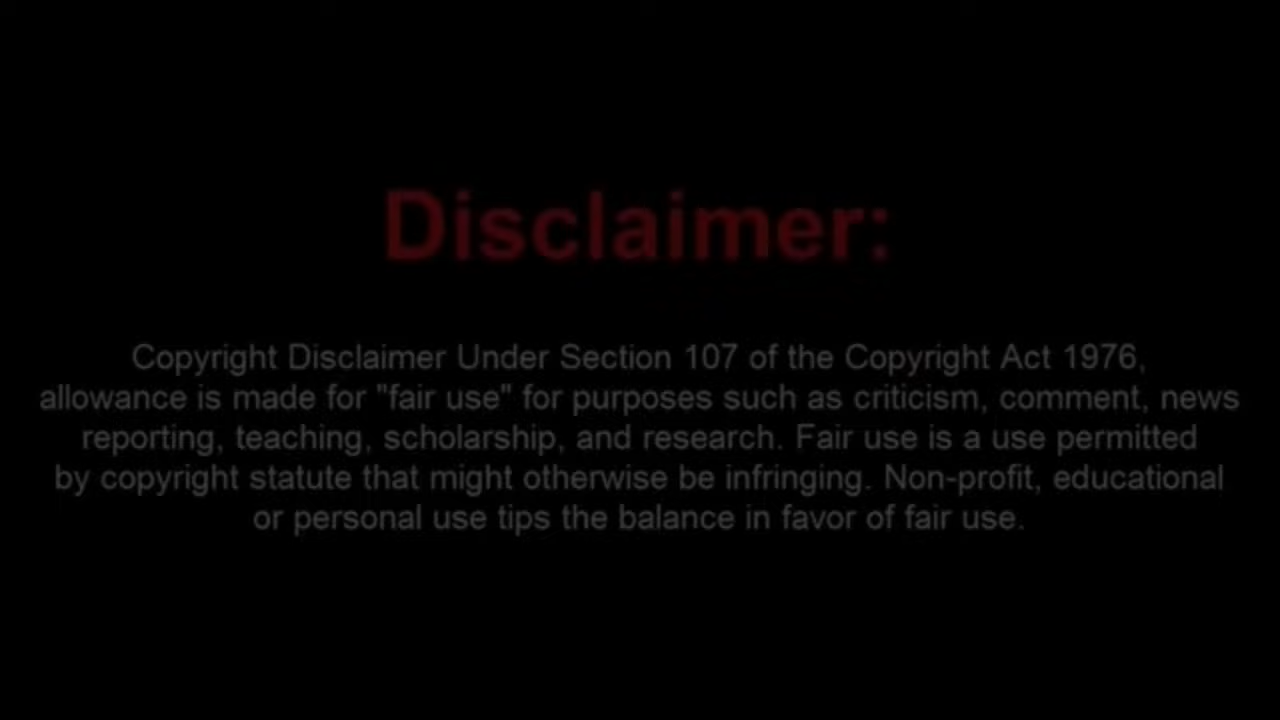 Disclaimer:
Copyright Disclaimer Under Section 107 of the Copyright Act 1976,
allowance is made for "fair use" for purposes such as criticism, comment, news
reporting, teaching, scholarship, and research. Fair use is a use permitted
by copyright statute that might otherwise be infringing. Non-profit, educational
or personal use tips the balance in favor of fair use.